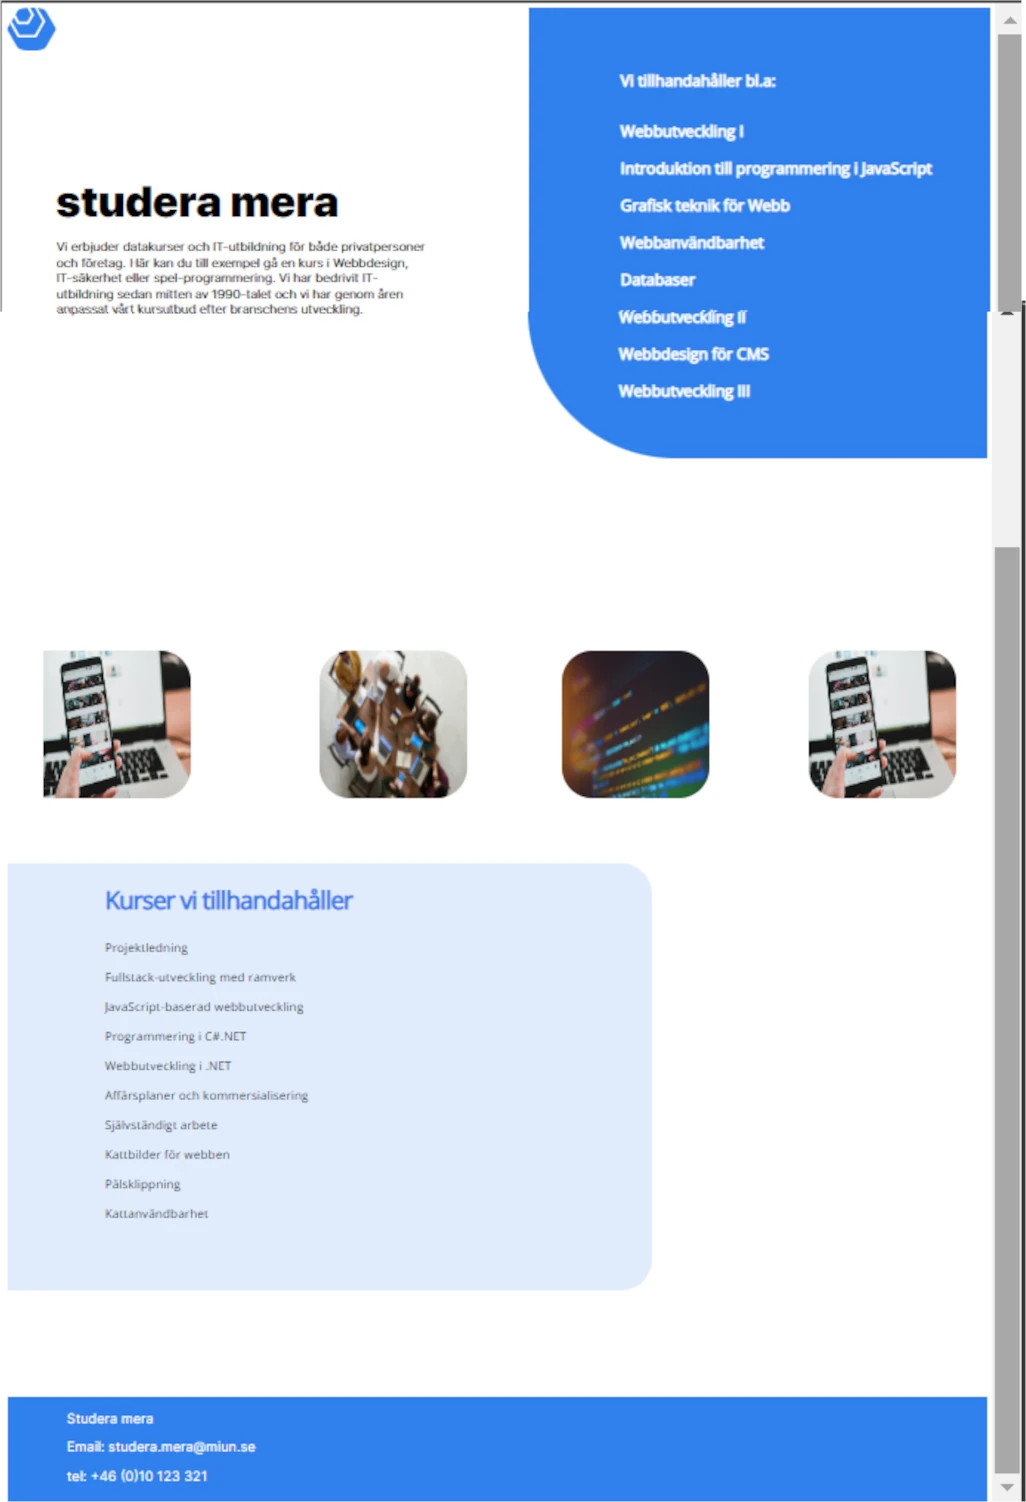 studera mera
Vi erbjuder datakurser och IT-utbildning för både privatpersoner
och företag. Här kan du till exempel gå en kurs i Webbdesign,
IT-säkerhet eller spel-programmering. Vi har bedrivit IT-
utbildning sedan mitten av 1990-talet och vi har genom åren
anpassat vårt kursutbud efter branschens utveckling.
Vi tillhandahåller bl.a:
Webbutveckling I
Introduktion till programmering i JavaScript
Grafisk teknik för Webb
Webbanvändbarhet
Databaser
Webbutveckling II
Webbdesign för CMS
Webbutveckling III
Kurser vi tillhandahåller
Projektledning
Fullstack-utveckling med ramverk
JavaScript-baserad webbutveckling
Programmering i C#.NET
Webbutveckling i .NET
Affärsplaner och kommersialisering
Självständigt arbete
Kattbilder för webben
Pälsklippning
Kattanvändbarhet
Studera mera
Email: studera.mera@miun.se
tel: +46 (0)10 123 321